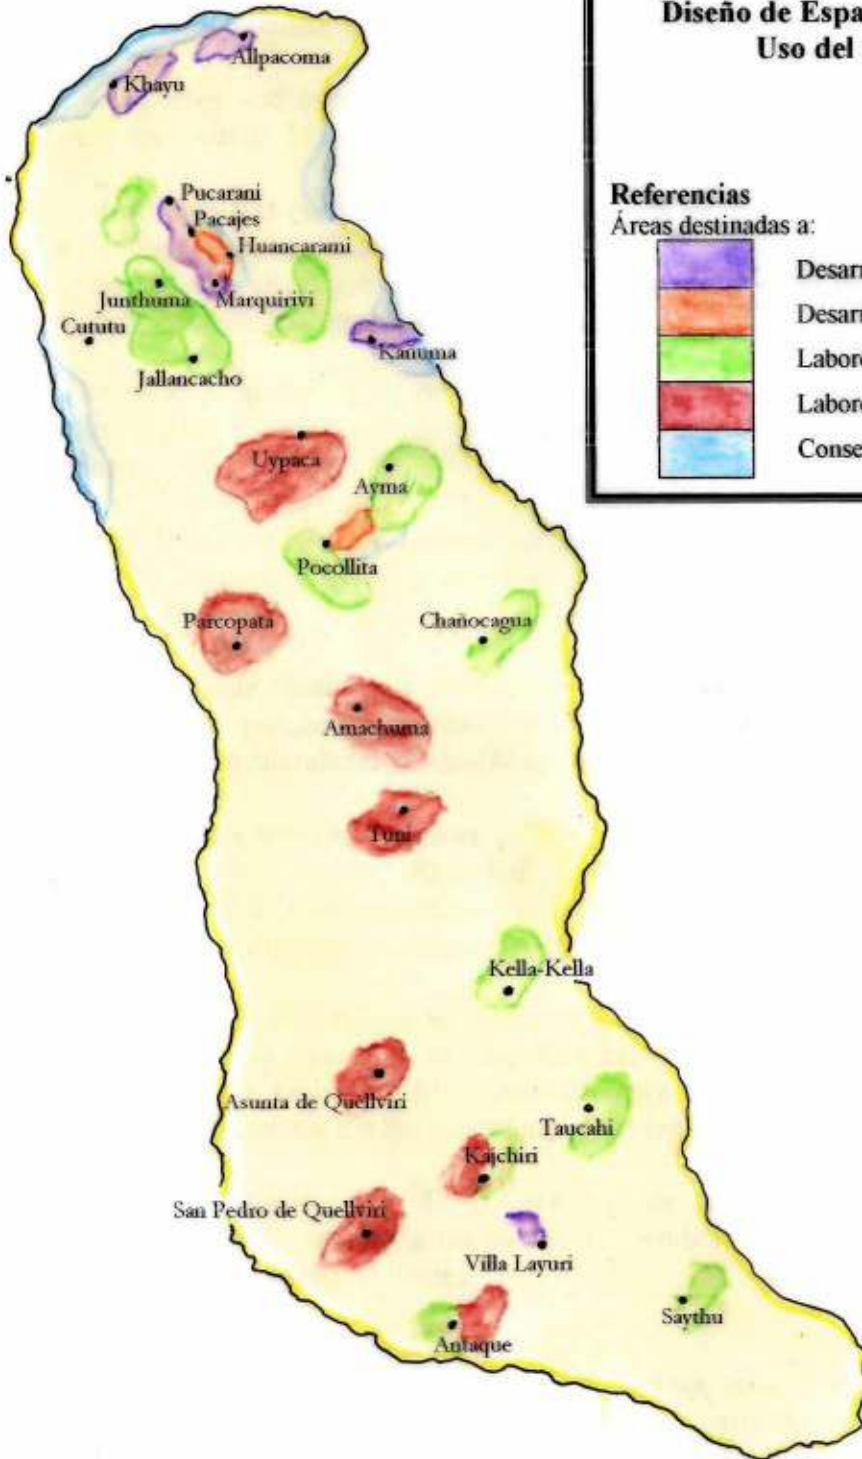 Diseño de Espa
Uso del
Referencias
Áreas destinadas a:
Desarr
Desarr
Labore
Labore
Conse
Allpacoma
Khayu
Pucarani
Pacajes
Huancarami
Junthuma
Marquirivi
Cututu
Kañuma
Jallancacho
Uypaca
Ayma
Pocollita
Parcopata
Chañocagua
Amachuma
Tuni
Kella-Kella
Asunta de Quellviri
Taucahi
Kajchiri
San Pedro de Quellviri
Villa Layuri
Saythu
Antaque